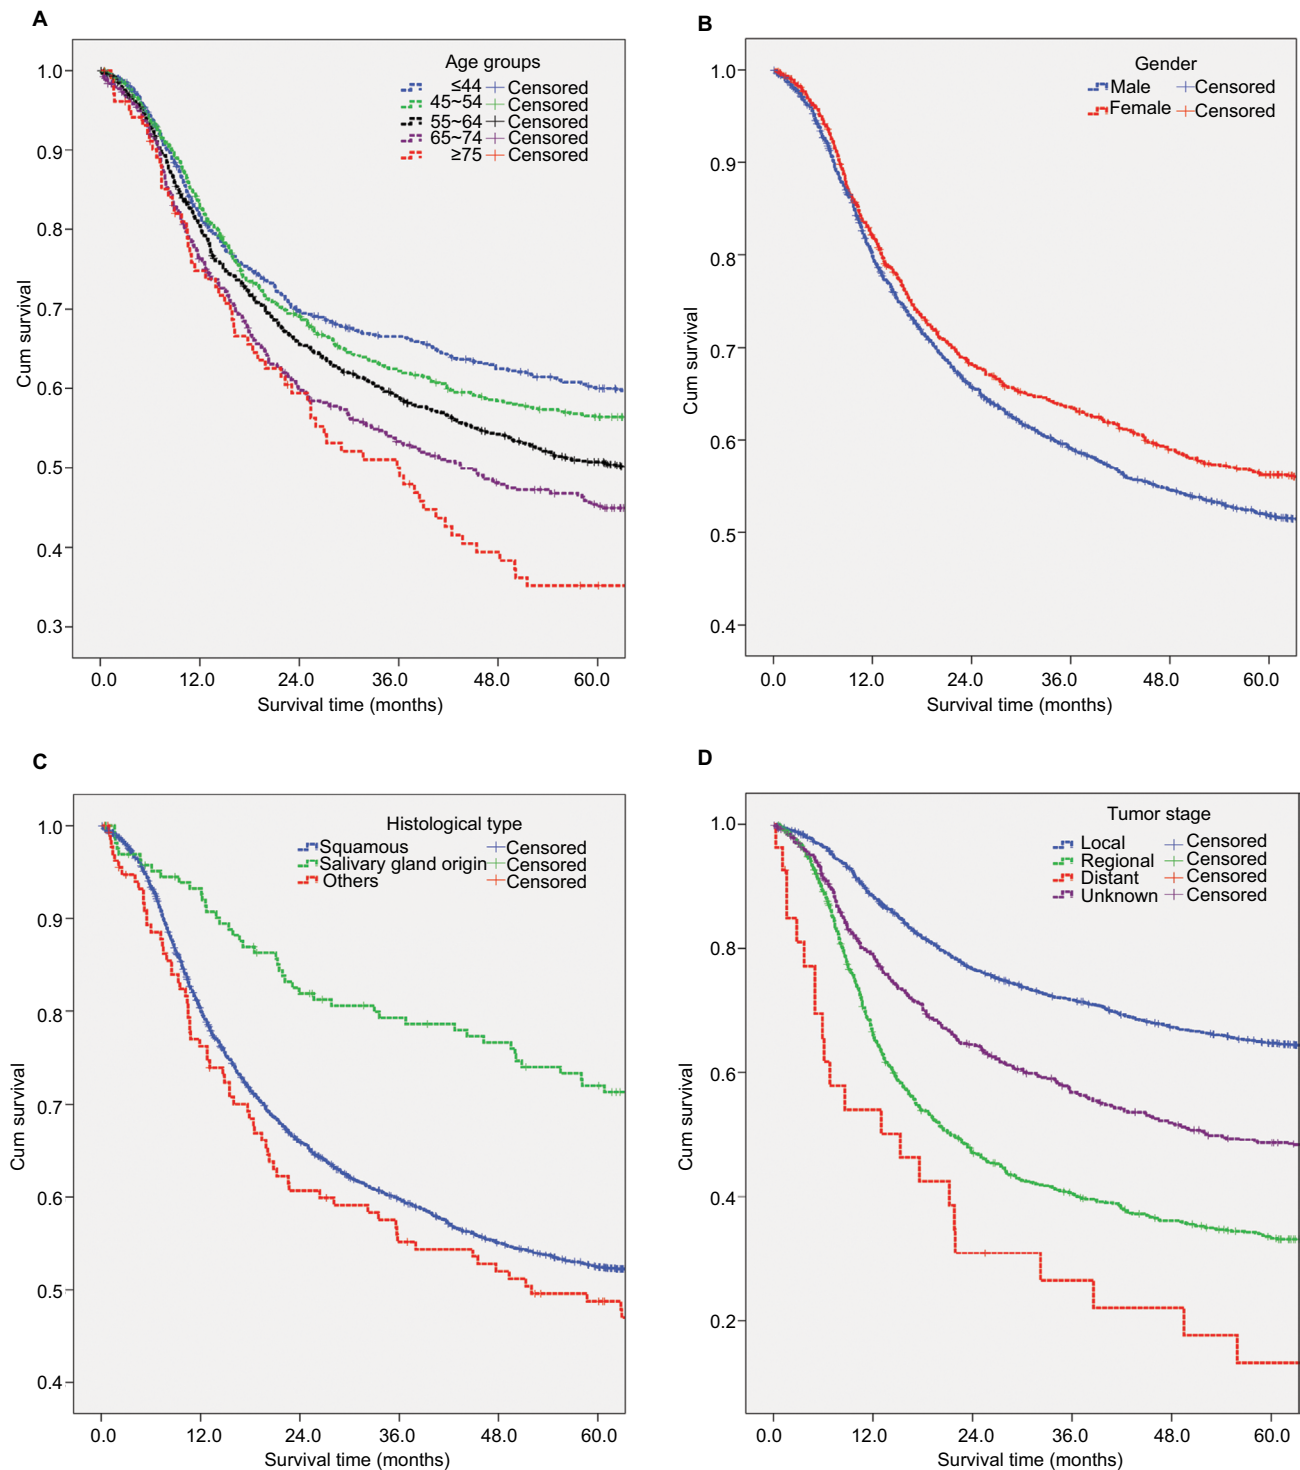 A
Age groups
≤44 Censored
45~54 Censored
55~64 Censored
65~74 Censored
≥75 Censored
1.0
0.9
0.8
0.7
0.6
0.5
0.4
0.3
Cum survival
0.0 12.0 24.0 36.0 48.0 60.0
Survival time (months)
B
Gender
Male Censored
Female Censored
1.0
0.9
0.8
0.7
0.6
0.5
0.4
Cum survival
0.0 12.0 24.0 36.0 48.0 60.0
Survival time (months)
C
Histological type
Squamous Censored
Salivary gland origin Censored
Others Censored
1.0
0.9
0.8
0.7
0.6
0.5
0.4
Cum survival
0.0 12.0 24.0 36.0 48.0 60.0
Survival time (months)
D
Tumor stage
Local Censored
Regional Censored
Distant Censored
Unknown Censored
1.0
0.8
0.6
0.4
0.2
Cum survival
0.0 12.0 24.0 36.0 48.0 60.0
Survival time (months)